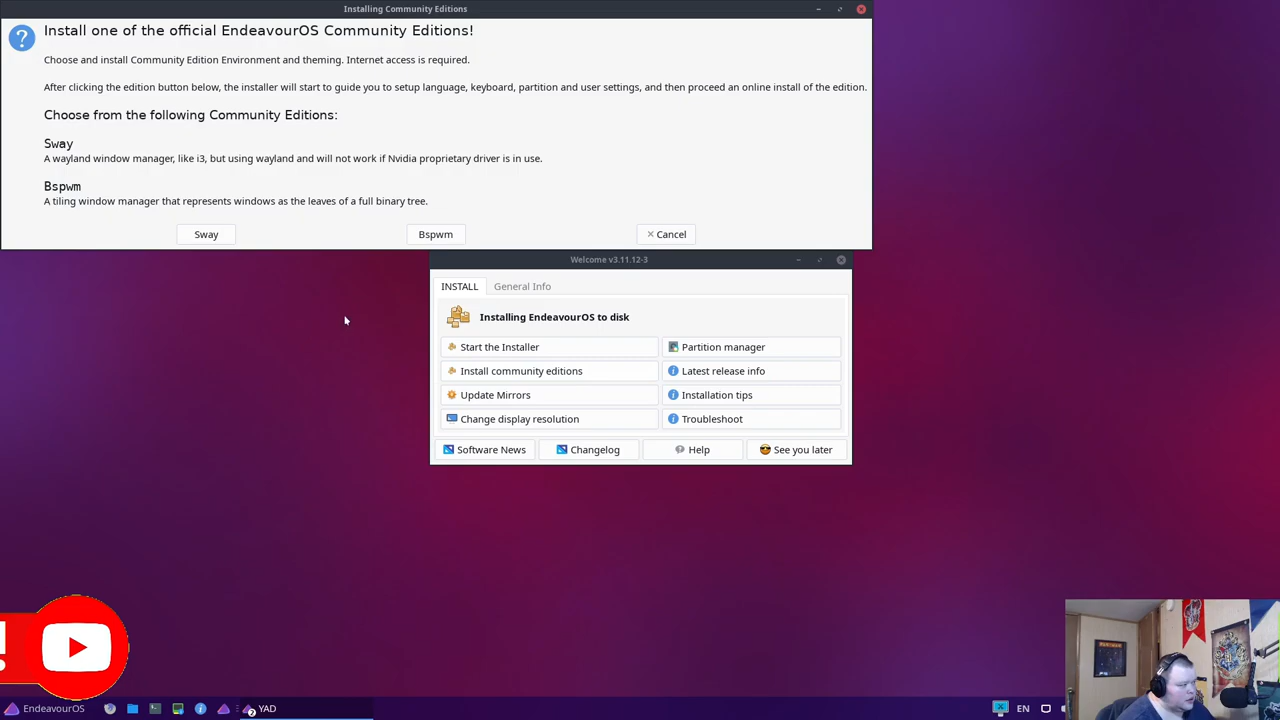 Installing Community Editions
Install one of the official EndeavourOS Community Editions!
Choose and install Community Edition Environment and theming. Internet access is required.
After clicking the edition button below, the installer will start to guide you to setup language, keyboard, partition and user settings, and then proceed an online install of the edition.
Choose from the following Community Editions:
Sway
A wayland window manager, like i3, but using wayland and will not work if Nvidia proprietary driver is in use.
Bspwm
A tiling window manager that represents windows as the leaves of a full binary tree.
Sway Bspwm Cancel
Welcome v3.11.12-3
INSTALL General Info
Installing EndeavourOS to disk
Start the Installer Partition manager
Install community editions Latest release info
Update Mirrors Installation tips
Change display resolution Troubleshoot
Software News Changelog Help See you later
!
EndeavourOS YAD EN